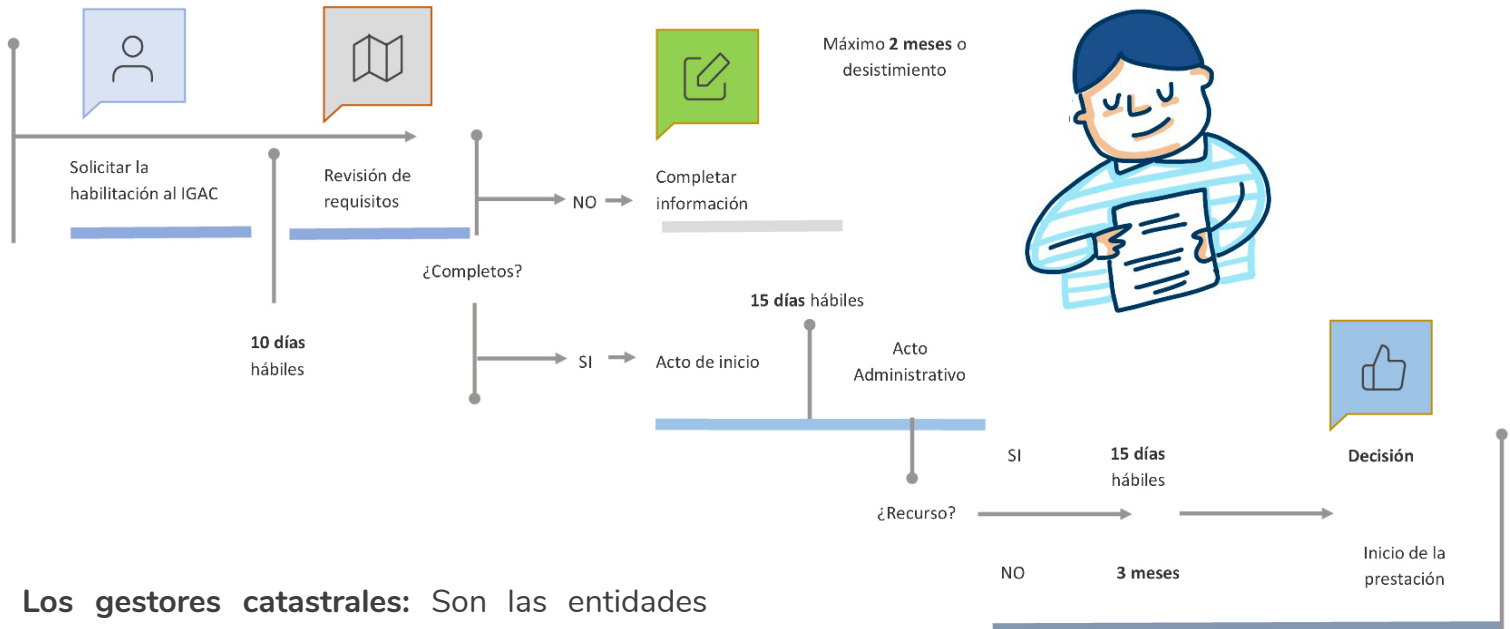 Máximo 2 meses o
desistimiento
Solicitar la
habilitación al IGAC
Revisión de
requisitos
NO
Completar
información
¿Completos?
10 días
hábiles
SI
Acto de inicio
15 días hábiles
Acto
Administrativo
¿Recurso?
SI
15 días
hábiles
Decisión
NO
3 meses
Inicio de la
prestación
Los gestores catastrales: Son las entidades